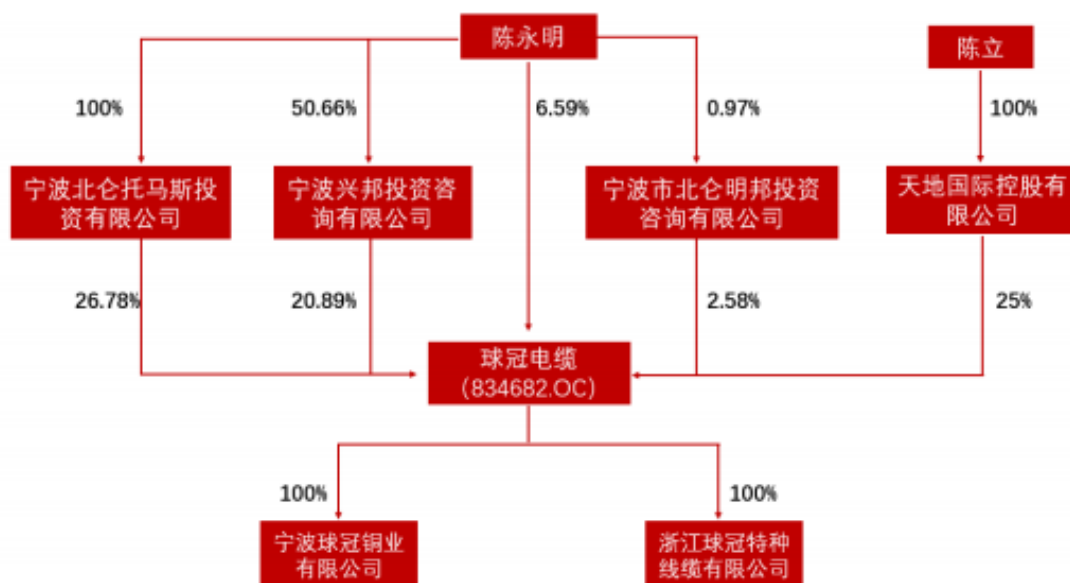 陈永明
陈立
100%
50.66%
6.59%
0.97%
100%
宁波北仑托马斯投
资有限公司
宁波兴邦投资咨
询有限公司
宁波市北仑明邦投资
咨询有限公司
天地国际控股有
限公司
26.78%
20.89%
2.58%
25%
球冠电缆
(834682.OC)
100%
100%
宁波球冠铜业
有限公司
浙江球冠特种
线缆有限公司